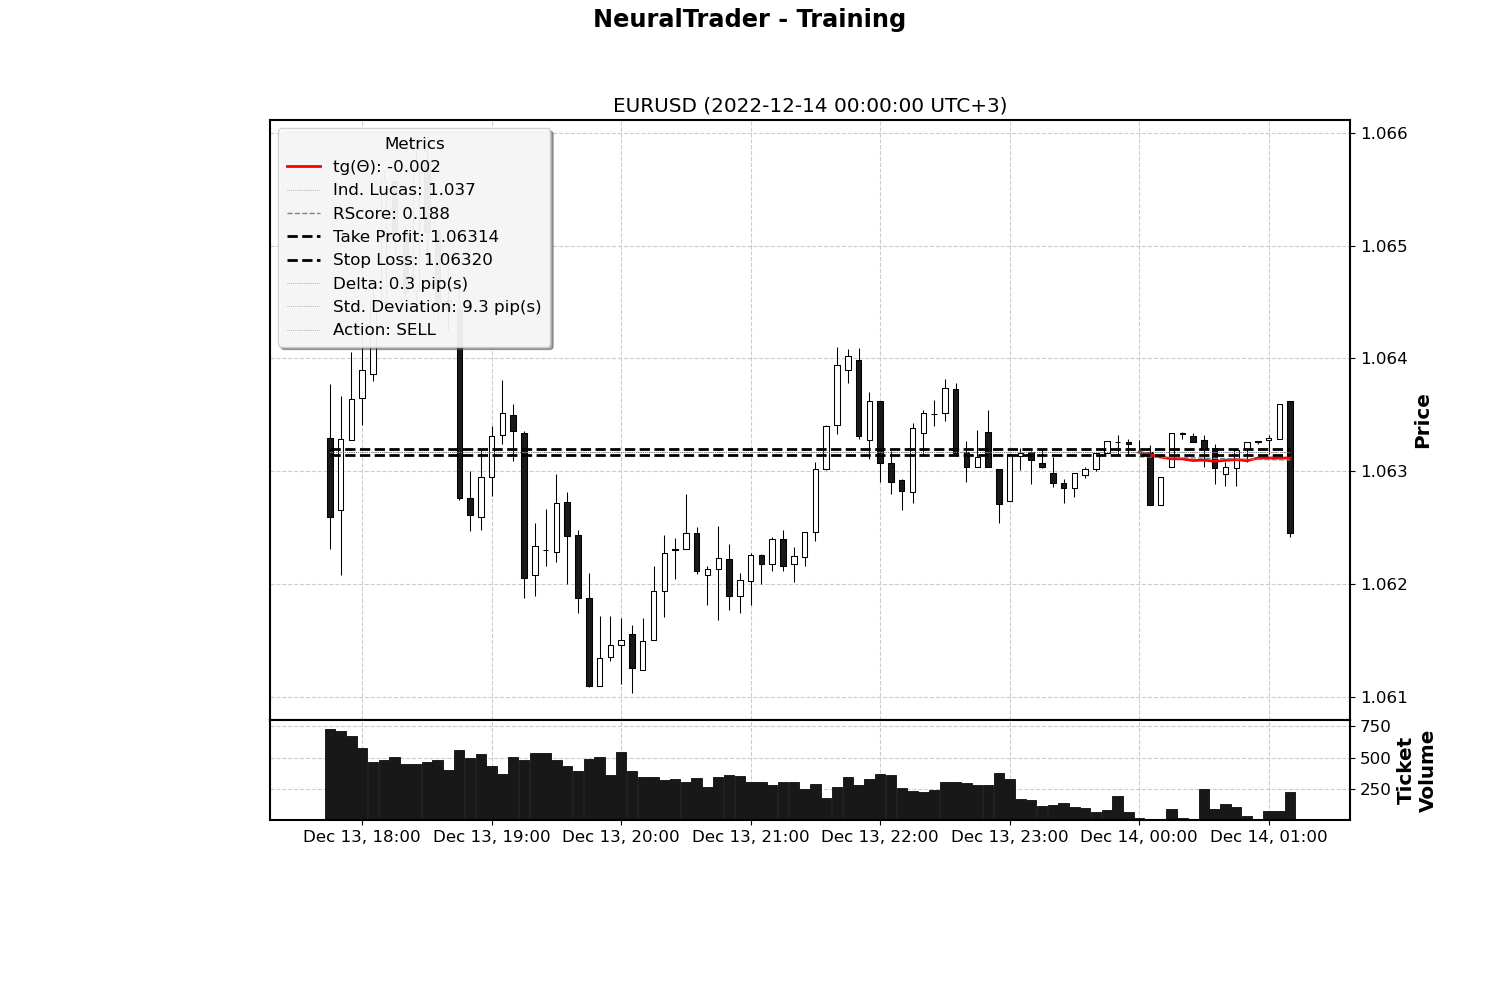 NeuralTrader - Training
EURUSD (2022-12-14 00:00:00 UTC+3)
Metrics
tg(Θ): -0.002
Ind. Lucas: 1.037
RScore: 0.188
Take Profit: 1.06314
Stop Loss: 1.06320
Delta: 0.3 pip(s)
Std. Deviation: 9.3 pip(s)
Action: SELL
1.066
1.065
1.064
1.063
1.062
1.061
Price
750
500
250
Ticket
Volume
Dec 13, 18:00 Dec 13, 19:00 Dec 13, 20:00 Dec 13, 21:00 Dec 13, 22:00 Dec 13, 23:00 Dec 14, 00:00 Dec 14, 01:00